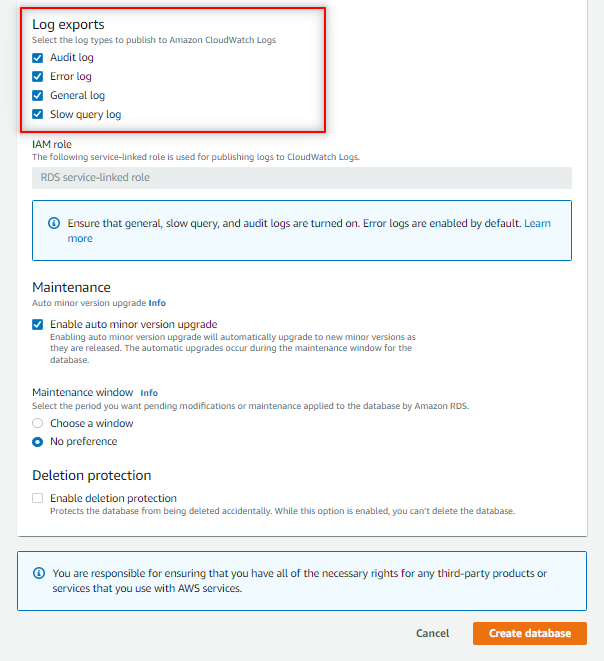 Log exports
Select the log types to publish to Amazon CloudWatch Logs
Audit log
Error log
General log
Slow query log
IAM role
The following service-linked role is used for publishing logs to CloudWatch Logs.
RDS service-linked role
Ensure that general, slow query, and audit logs are turned on. Error logs are enabled by default. Learn
more
Maintenance
Auto minor version upgrade Info
Enable auto minor version upgrade
Enabling auto minor version upgrade will automatically upgrade to new minor versions as
they are released. The automatic upgrades occur during the maintenance window for the
database.
Maintenance window Info
Select the period you want pending modifications or maintenance applied to the database by Amazon RDS.
Choose a window
No preference
Deletion protection
Enable deletion protection
Protects the database from being deleted accidentally. While this option is enabled, you can't delete the database.
You are responsible for ensuring that you have all of the necessary rights for any third-party products or
services that you use with AWS services.
Cancel Create database